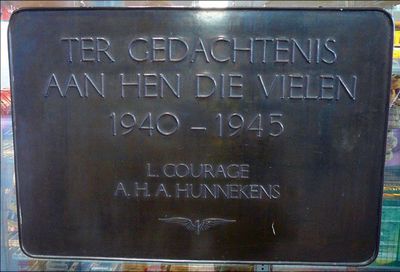 TER GEDACHTENIS
AAN HEN DIE VIELEN
1940 – 1945
L. COURAGE
A. H. A. HUNNEKENS